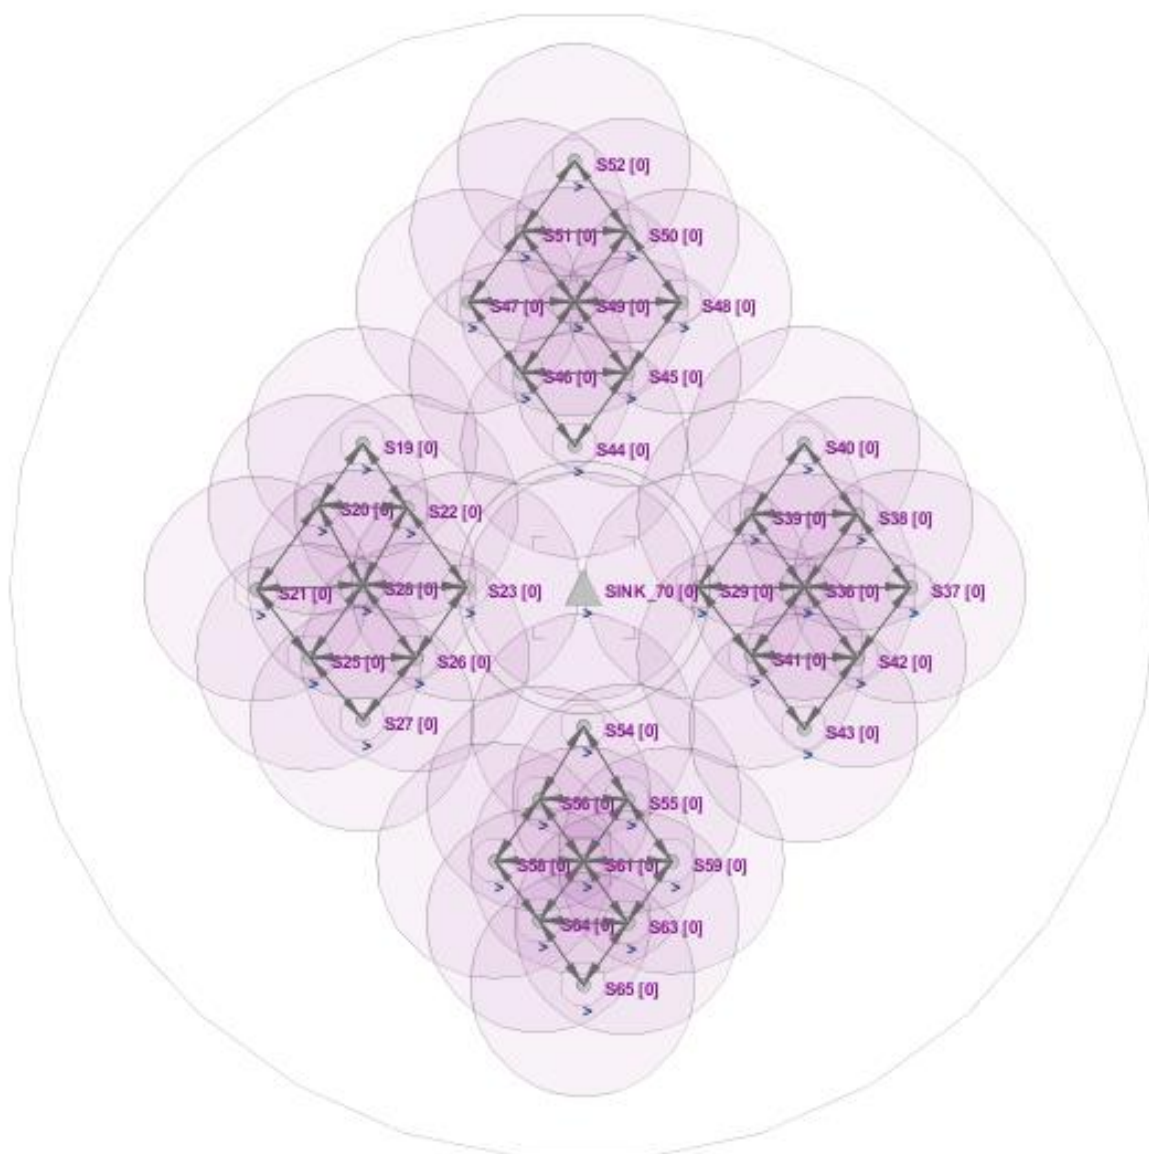 S52 [0]
S51 [0] S50 [0]
S47 [0] S49 [0] S48 [0]
S46 [0] S45 [0]
S44 [0]
S19 [0]
S40 [0]
S20 [0] S22 [0]
S39 [0] S38 [0]
S21 [0] S28 [0] S23 [0] SINK_70 [0] S29 [0] S36 [0] S37 [0]
S25 [0] S26 [0]
S41 [0] S42 [0]
S27 [0]
S54 [0]
S43 [0]
S56 [0] S55 [0]
S58 [0] S61 [0] S59 [0]
S64 [0] S63 [0]
S65 [0]